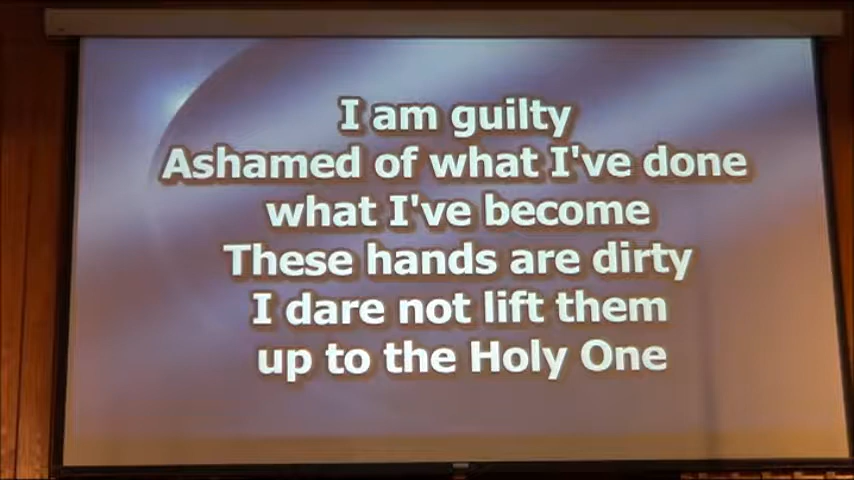 I am guilty
Ashamed of what I've done
what I've become
These hands are dirty
I dare not lift them
up to the Holy One